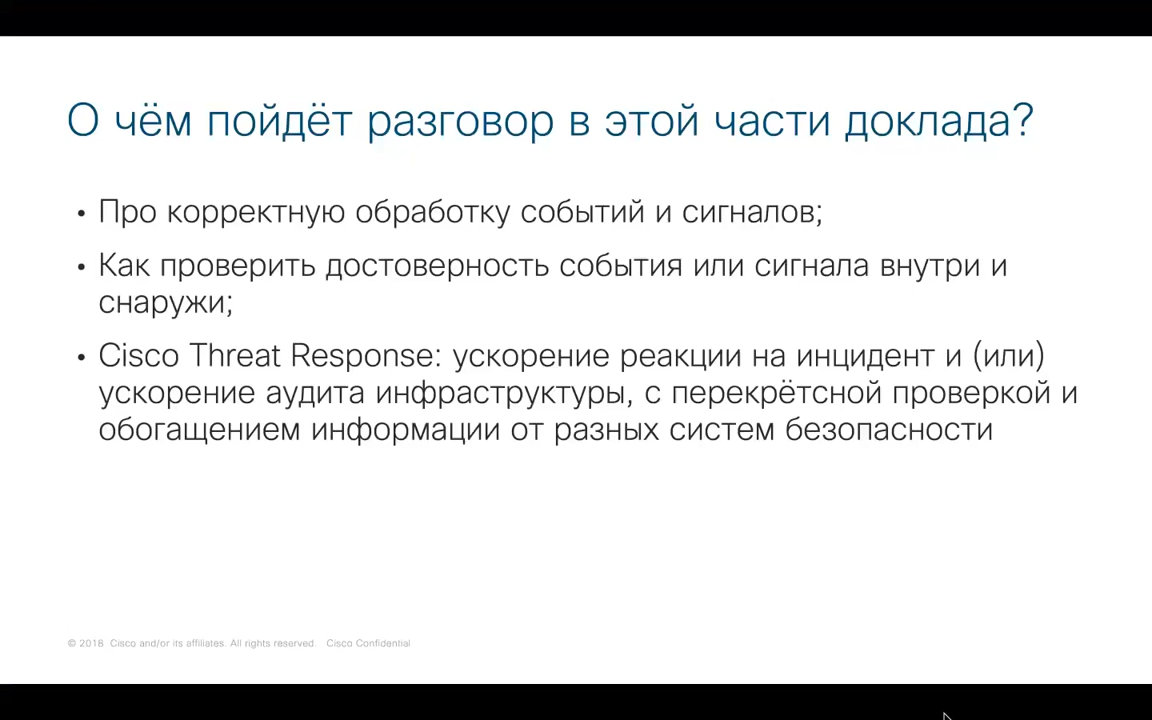 О чём пойдёт разговор в этой части доклада?
• Про корректную обработку событий и сигналов;
• Как проверить достоверность события или сигнала внутри и
снаружи;
• Cisco Threat Response: ускорение реакции на инцидент и (или)
ускорение аудита инфраструктуры, с перекрётсной проверкой и
обогащением информации от разных систем безопасности
© 2018 Cisco and/or its affiliates. All rights reserved. Cisco Confidential